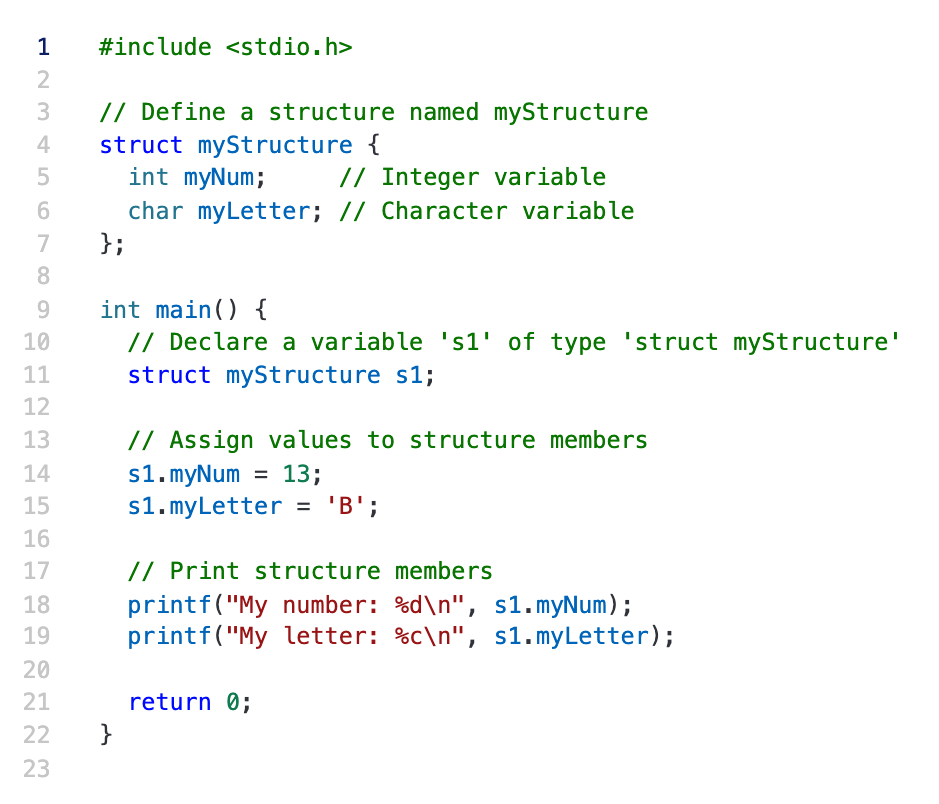 1 #include <stdio.h>
2
3 // Define a structure named myStructure
4 struct myStructure {
5   int myNum;     // Integer variable
6   char myLetter; // Character variable
7 };
8
9 int main() {
10   // Declare a variable 's1' of type 'struct myStructure'
11   struct myStructure s1;
12
13   // Assign values to structure members
14   s1.myNum = 13;
15   s1.myLetter = 'B';
16
17   // Print structure members
18   printf("My number: %d\n", s1.myNum);
19   printf("My letter: %c\n", s1.myLetter);
20
21   return 0;
22 }
23